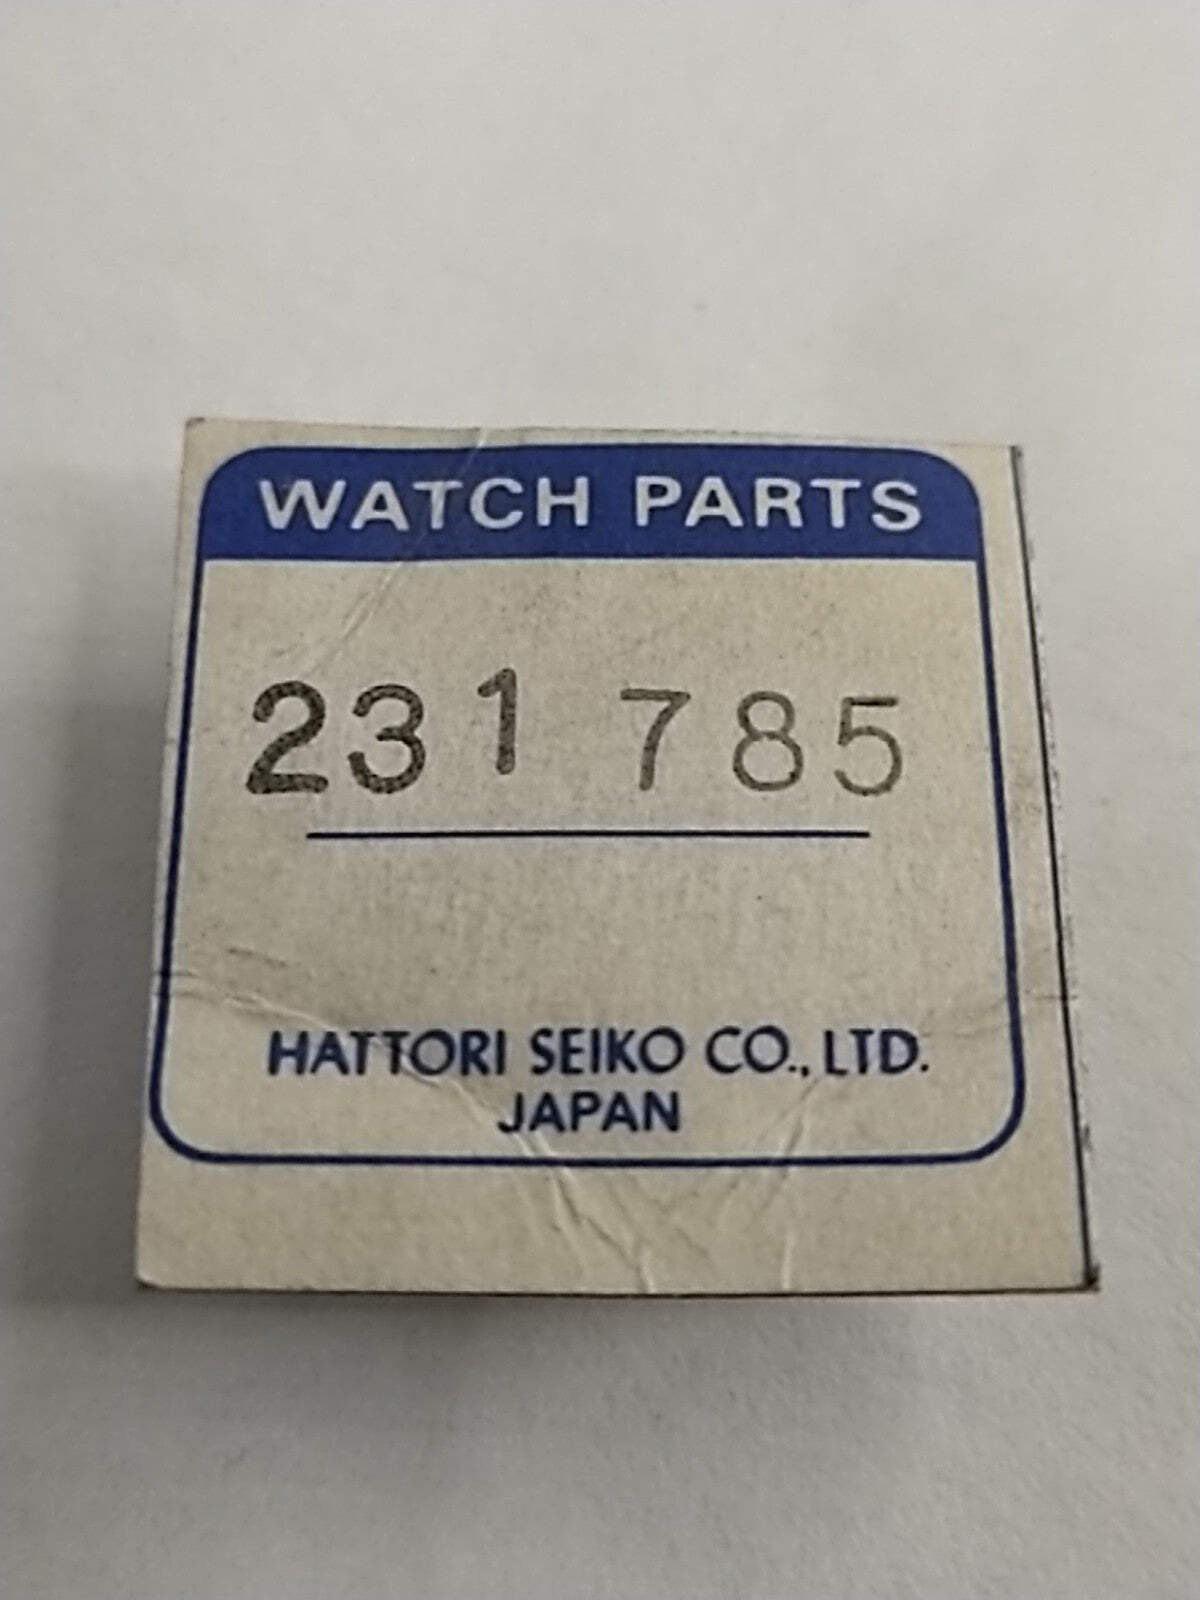 WATCH PARTS
231 785
HATTORI SEIKO CO., LTD.
JAPAN